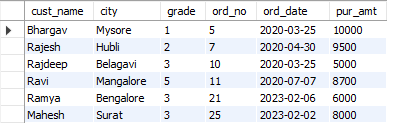 cust_name city grade ord_no ord_date pur_amt
Bhargav Mysore 1 5 2020-03-25 10000
Rajesh Hubli 2 7 2020-04-30 9500
Rajdeep Belagavi 3 10 2020-03-25 5000
Ravi Mangalore 5 11 2020-07-07 8700
Ramya Bengalore 3 21 2023-02-06 6000
Mahesh Surat 3 25 2023-02-02 8000